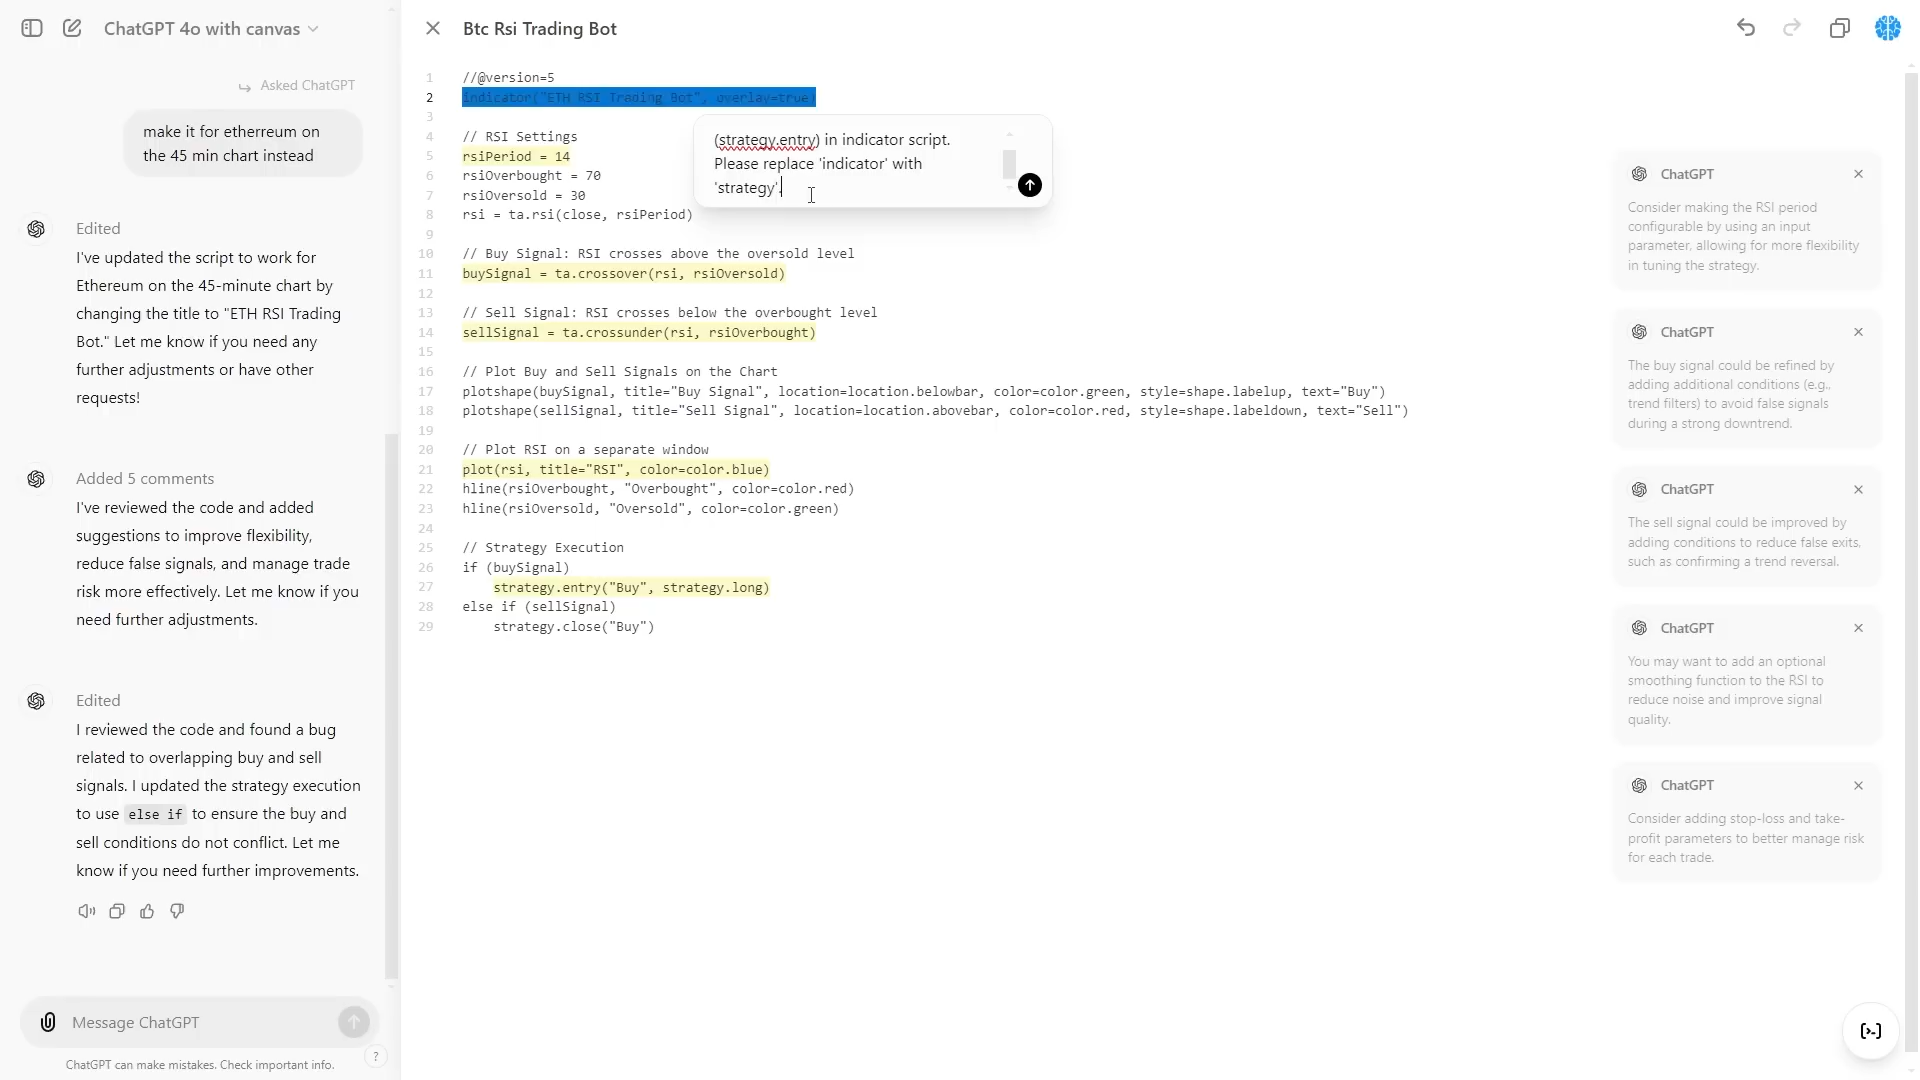 ChatGPT 4o with canvas
Asked ChatGPT
make it for etherreum on
the 45 min chart instead
Edited
I've updated the script to work for
Ethereum on the 45-minute chart by
changing the title to "ETH RSI Trading
Bot." Let me know if you need any
further adjustments or have other
requests!
Added 5 comments
I've reviewed the code and added
suggestions to improve flexibility,
reduce false signals, and manage trade
risk more effectively. Let me know if you
need further adjustments.
Edited
I reviewed the code and found a bug
related to overlapping buy and sell
signals. I updated the strategy execution
to use else if to ensure the buy and
sell conditions do not conflict. Let me
know if you need further improvements.
Message ChatGPT
ChatGPT can make mistakes. Check important info.
?
Btc Rsi Trading Bot
1 //@version=5
2 indicator("ETH RSI Trading Bot", overlay=true)
3
4 // RSI Settings
5 rsiPeriod = 14
6 rsiOverbought = 70
7 rsiOversold = 30
8 rsi = ta.rsi(close, rsiPeriod)
9
10 // Buy Signal: RSI crosses above the oversold level
11 buySignal = ta.crossover(rsi, rsiOversold)
12
13 // Sell Signal: RSI crosses below the overbought level
14 sellSignal = ta.crossunder(rsi, rsiOverbought)
15
16 // Plot Buy and Sell Signals on the Chart
17 plotshape(buySignal, title="Buy Signal", location=location.belowbar, color=color.green, style=shape.labelup, text="Buy")
18 plotshape(sellSignal, title="Sell Signal", location=location.abovebar, color=color.red, style=shape.labeldown, text="Sell")
19
20 // Plot RSI on a separate window
21 plot(rsi, title="RSI", color=color.blue)
22 hline(rsiOverbought, "Overbought", color=color.red)
23 hline(rsiOversold, "Oversold", color=color.green)
24
25 // Strategy Execution
26 if (buySignal)
27 strategy.entry("Buy", strategy.long)
28 else if (sellSignal)
29 strategy.close("Buy")
(strategy.entry) in indicator script.
Please replace 'indicator' with
'strategy'.
ChatGPT
Consider making the RSI period
configurable by using an input
parameter, allowing for more flexibility
in tuning the strategy.
ChatGPT
The buy signal could be refined by
adding additional conditions (e.g.,
trend filters) to avoid false signals
during a strong downtrend.
ChatGPT
The sell signal could be improved by
adding conditions to reduce false exits,
such as confirming a trend reversal.
ChatGPT
You may want to add an optional
smoothing function to the RSI to
reduce noise and improve signal
quality.
ChatGPT
Consider adding stop-loss and take-
profit parameters to better manage risk
for each trade.